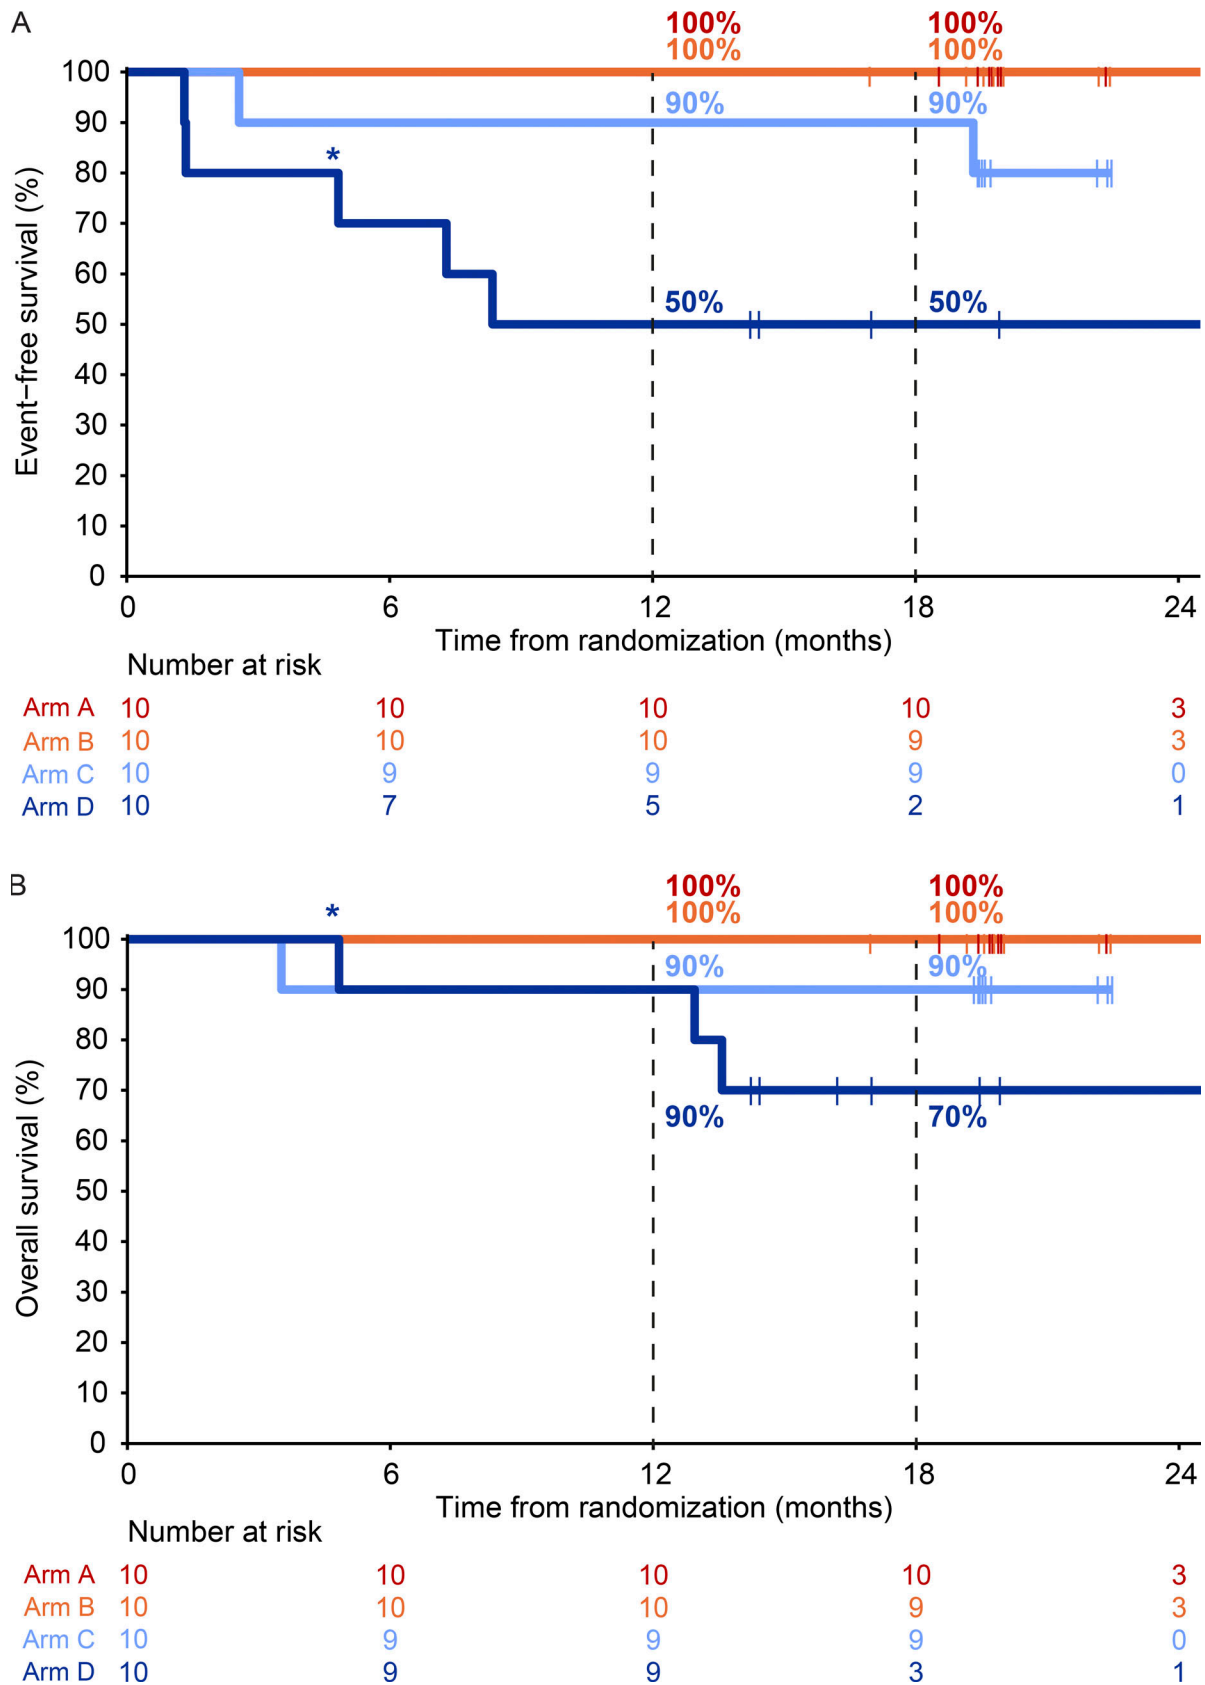 A
100% 100%
100% 100%
100
90% 90%
90
*
80
70
60
50% 50%
50
40
30
20
10
0
Event−free survival (%)
0 6 12 18 24
Time from randomization (months)
Number at risk
Arm A 10 10 10 10 3
Arm B 10 10 10 9 3
Arm C 10 9 9 9 0
Arm D 10 7 5 2 1
B
100% 100%
* 100% 100%
100
90% 90%
90
80
70
90% 70%
60
50
40
30
20
10
0
Overall survival (%)
0 6 12 18 24
Time from randomization (months)
Number at risk
Arm A 10 10 10 10 3
Arm B 10 10 10 9 3
Arm C 10 9 9 9 0
Arm D 10 9 9 3 1